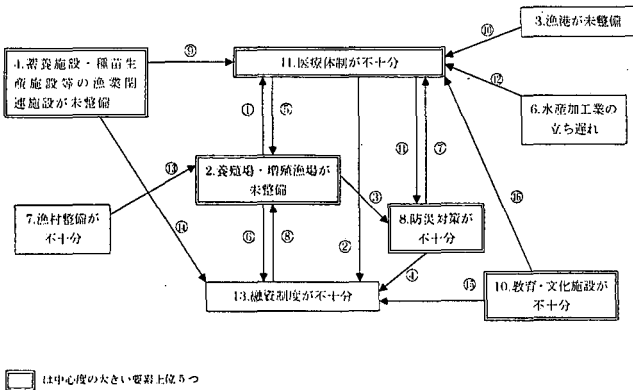 ⑩
3.漁港が未整備
⑨
4.蓄養施設・種苗生
産施設等の漁業関
連施設が未整備
11.医療体制が不十分
⑫
6.水産加工業の
立ち遅れ
①
⑤
⑪
⑦
⑬
2.養殖場・増殖漁場が
未整備
③
⑯
7.漁村整備が
不十分
⑭
⑥
⑧
②
8.防災対策が
不十分
④
13.融資制度が不十分
⑮
10.教育・文化施設が
不十分
は中心度の大きい要因上位5つ